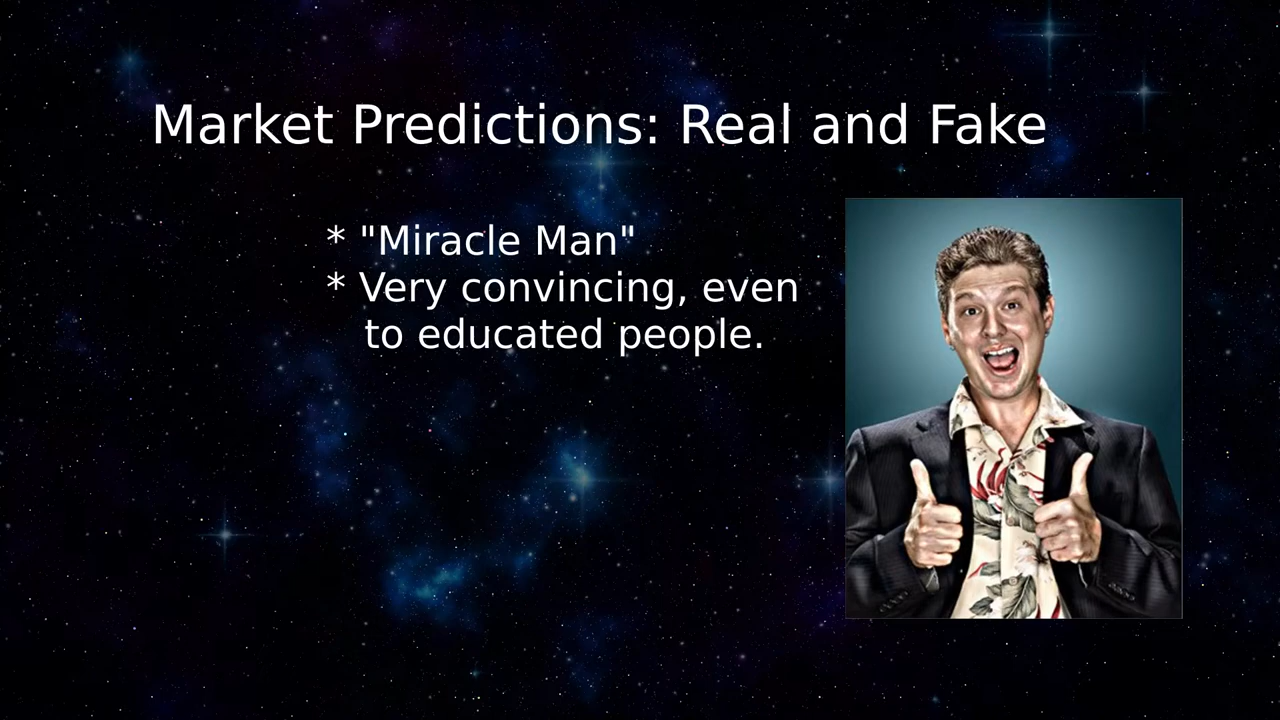 Market Predictions: Real and Fake
* "Miracle Man"
* Very convincing, even
to educated people.